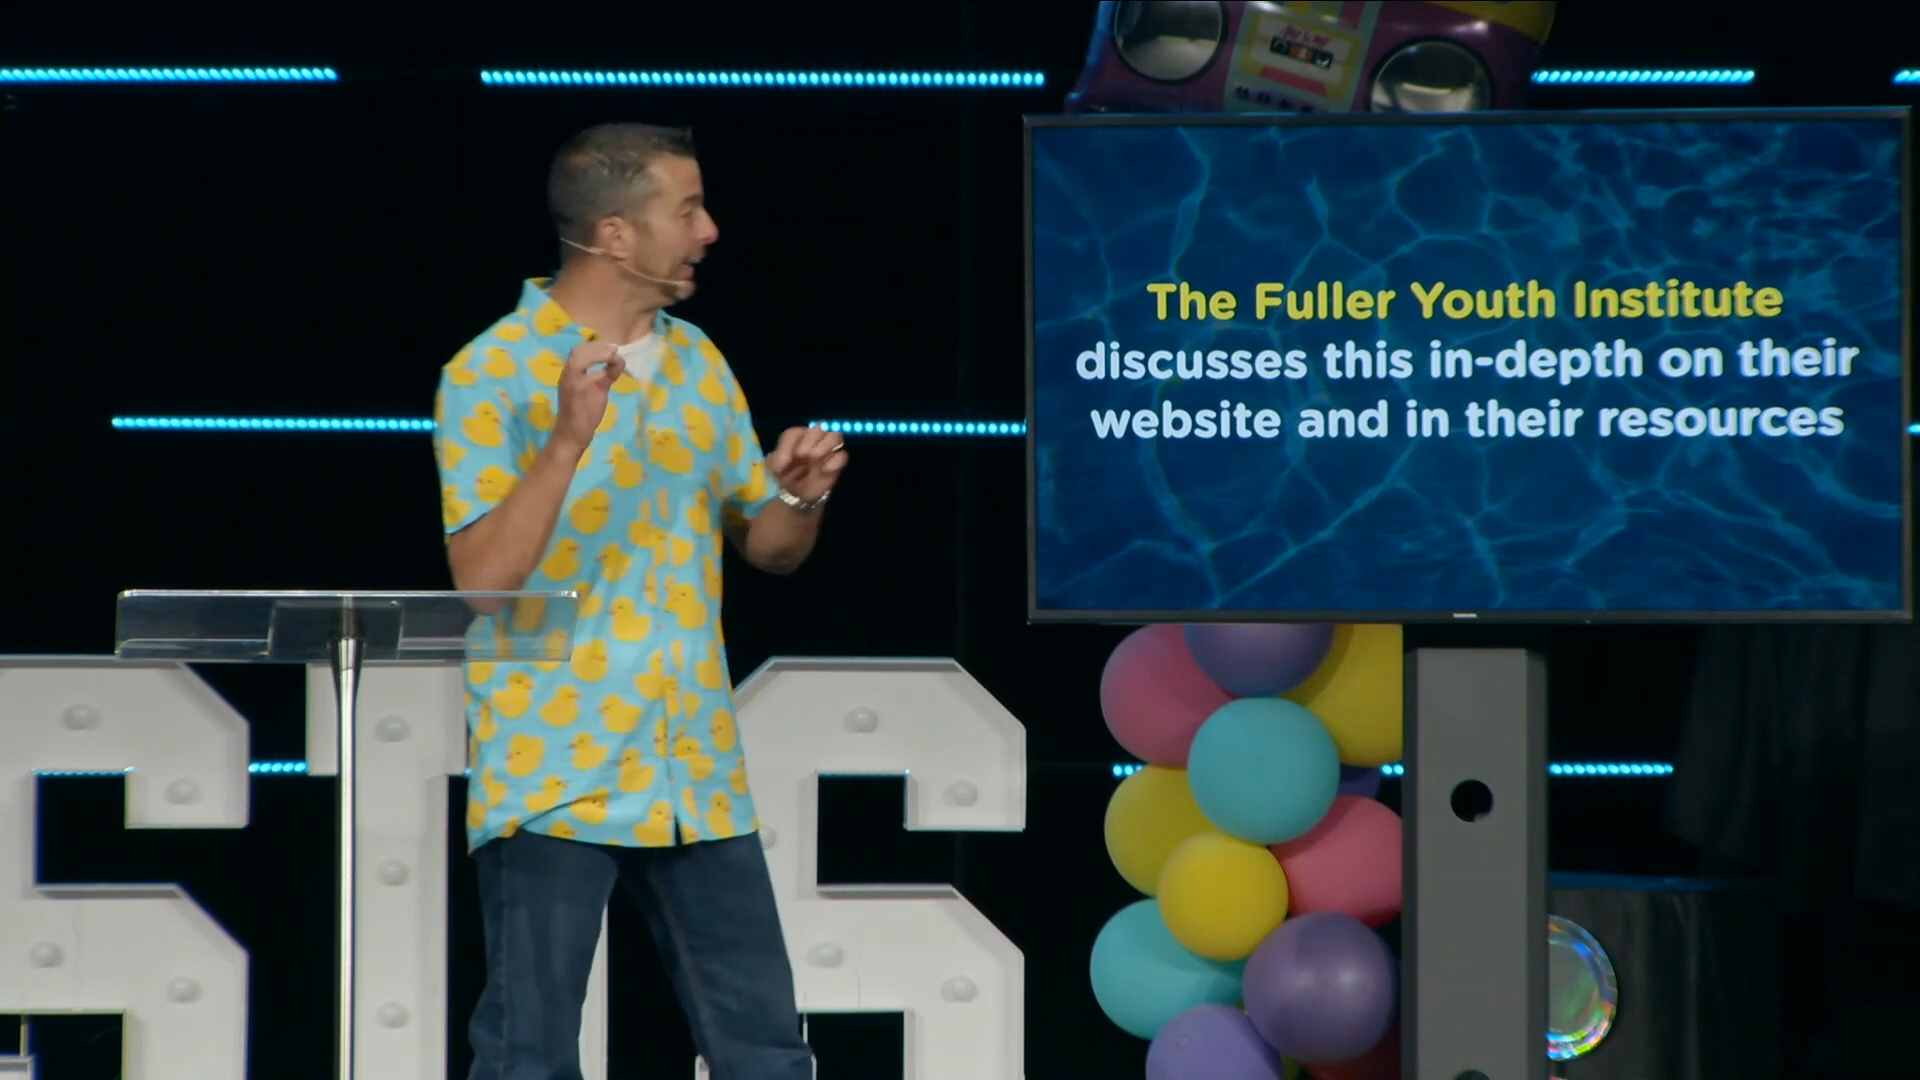 The Fuller Youth Institute
discusses this in-depth on their
website and in their resources